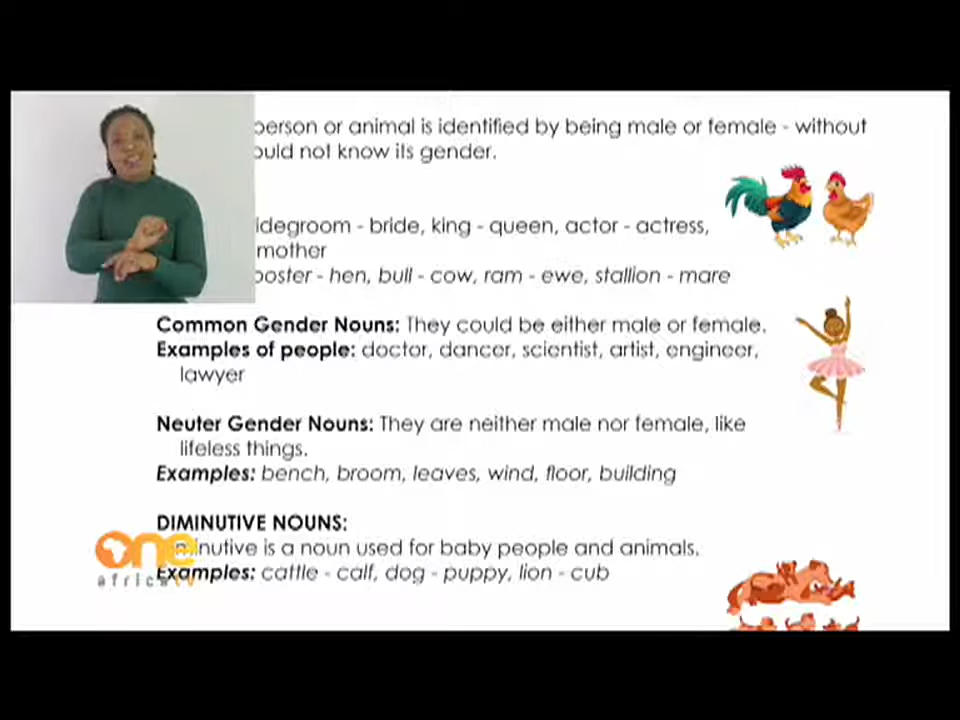 person or animal is identified by being male or female - without
ould not know its gender.
idegroom - bride, king - queen, actor - actress,
mother
ooster - hen, bull - cow, ram - ewe, stallion - mare
Common Gender Nouns: They could be either male or female.
Examples of people: doctor, dancer, scientist, artist, engineer,
lawyer
Neuter Gender Nouns: They are neither male nor female, like
lifeless things.
Examples: bench, broom, leaves, wind, floor, building
DIMINUTIVE NOUNS:
minutive is a noun used for baby people and animals.
Examples: cattle - calf, dog - puppy, lion - cub
one
africa TV